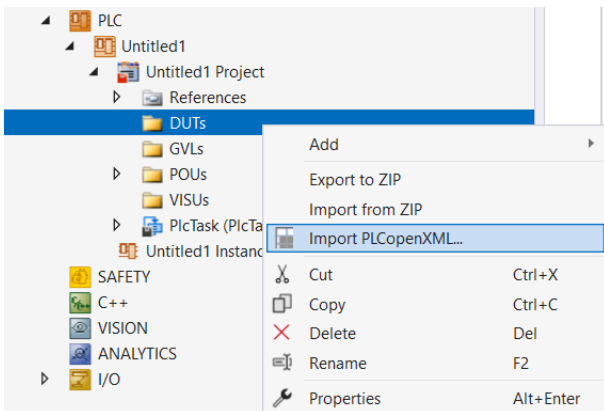 PLC
Untitled1
Untitled1 Project
References
DUTs
GVLs
POUs
VISUs
PlcTask (PlcTa
Untitled1 Instanc
SAFETY
C++
VISION
ANALYTICS
I/O
Add
Export to ZIP
Import from ZIP
Import PLCopenXML...
Cut Ctrl+X
Copy Ctrl+C
Delete Del
Rename F2
Properties Alt+Enter